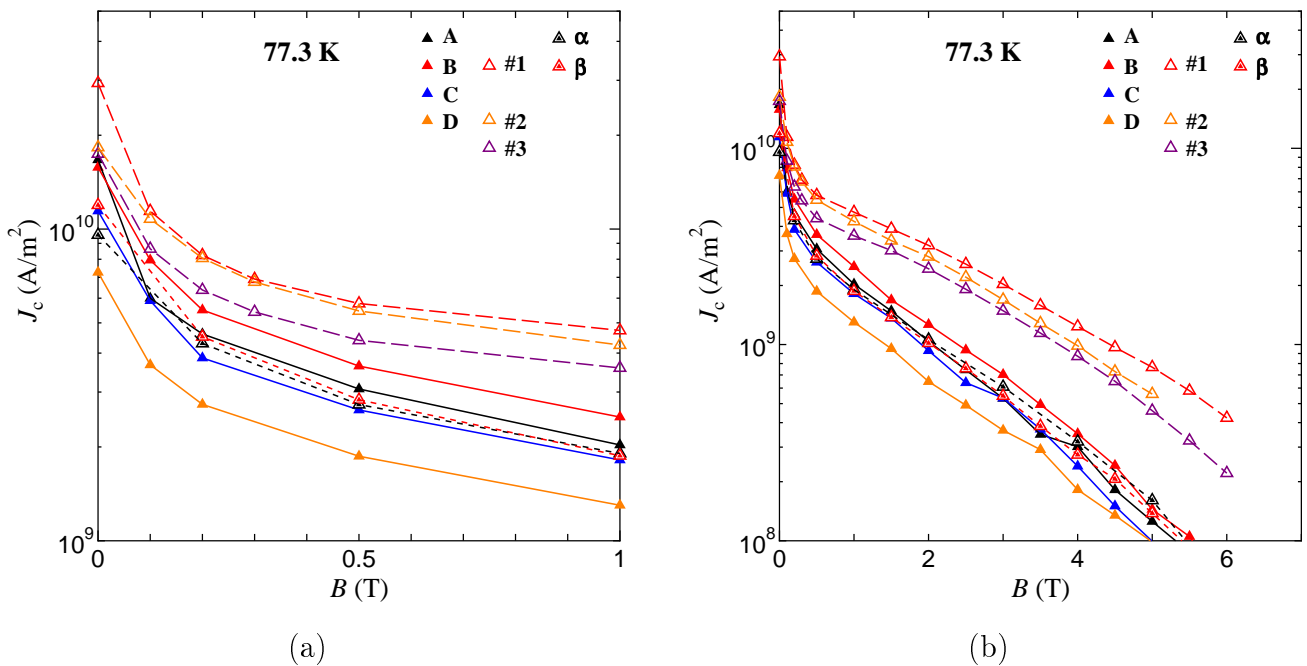 77.3 K
A α
B #1 β
C
D #2
#3
10^10
10^9
J_c (A/m^2)
0 0.5 1
B (T)
(a)
77.3 K
A α
B #1 β
C
D #2
#3
10^10
10^9
10^8
J_c (A/m^2)
0 2 4 6
B (T)
(b)